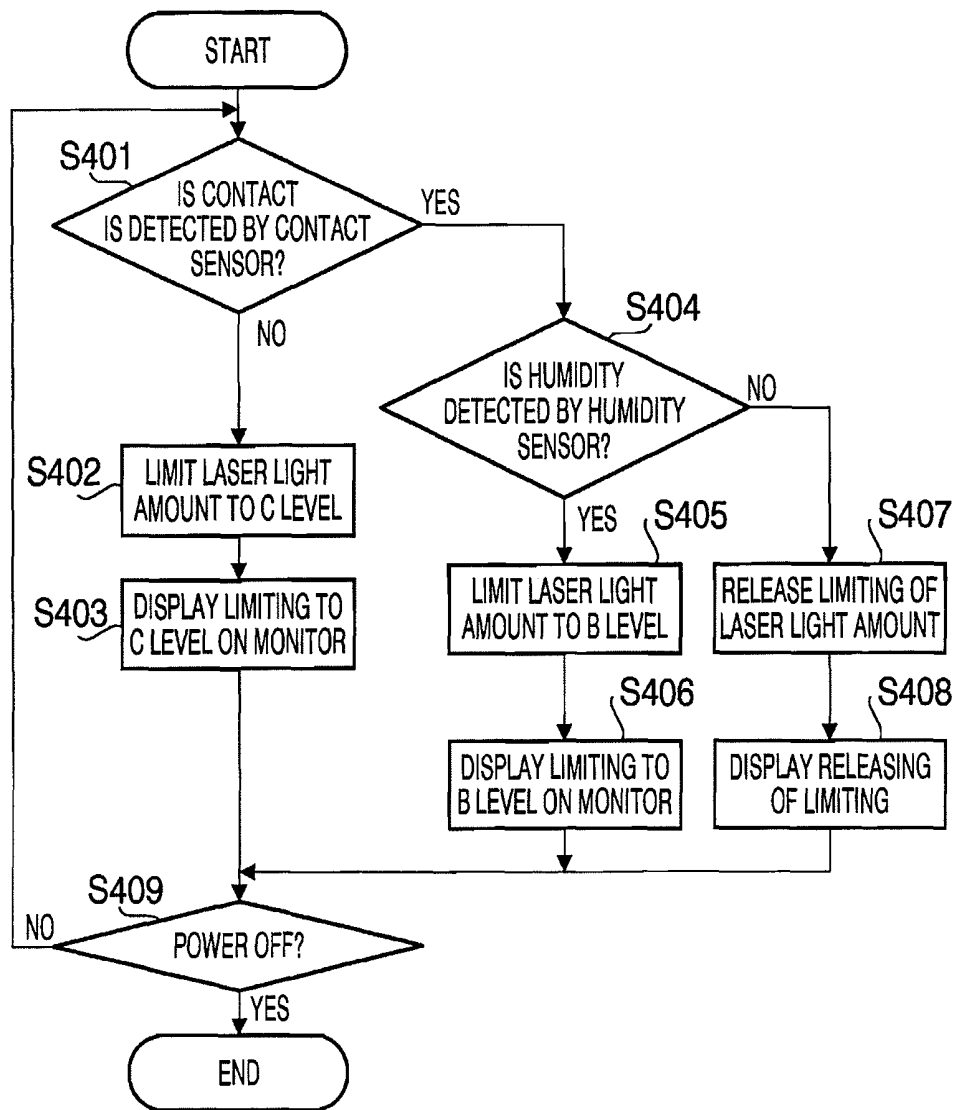 START
S401
IS CONTACT
IS DETECTED BY CONTACT
SENSOR?
YES
NO
S404
IS HUMIDITY
DETECTED BY HUMIDITY
SENSOR?
NO
YES
S402
LIMIT LASER LIGHT
AMOUNT TO C LEVEL
S403
DISPLAY LIMITING TO
C LEVEL ON MONITOR
S405
LIMIT LASER LIGHT
AMOUNT TO B LEVEL
S407
RELEASE LIMITING OF
LASER LIGHT AMOUNT
S406
DISPLAY LIMITING TO
B LEVEL ON MONITOR
S408
DISPLAY RELEASING
OF LIMITING
S409
NO
POWER OFF?
YES
END